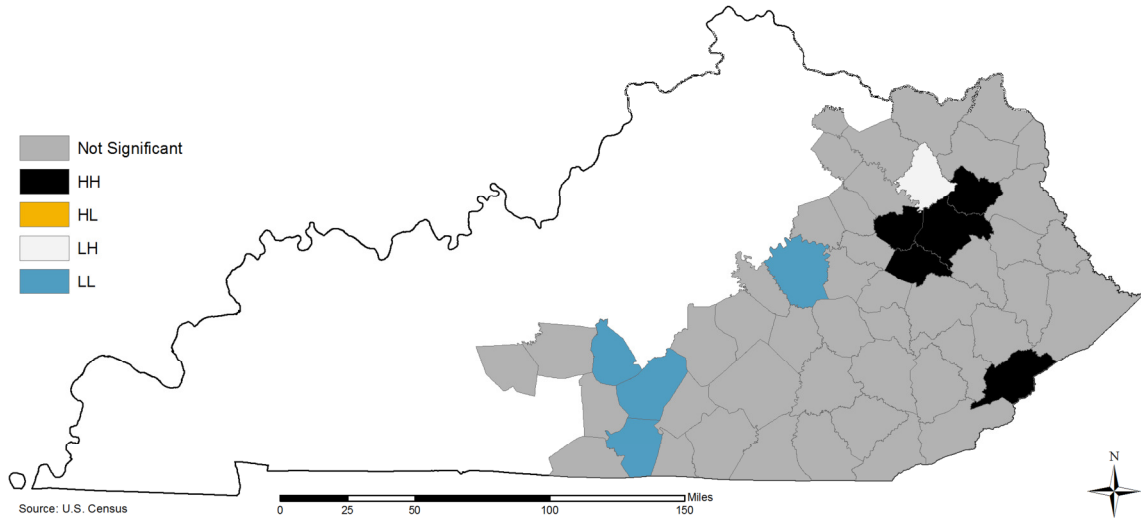 Not Significant
HH
HL
LH
LL
N
Miles
0 25 50 100 150
Source: U.S. Census